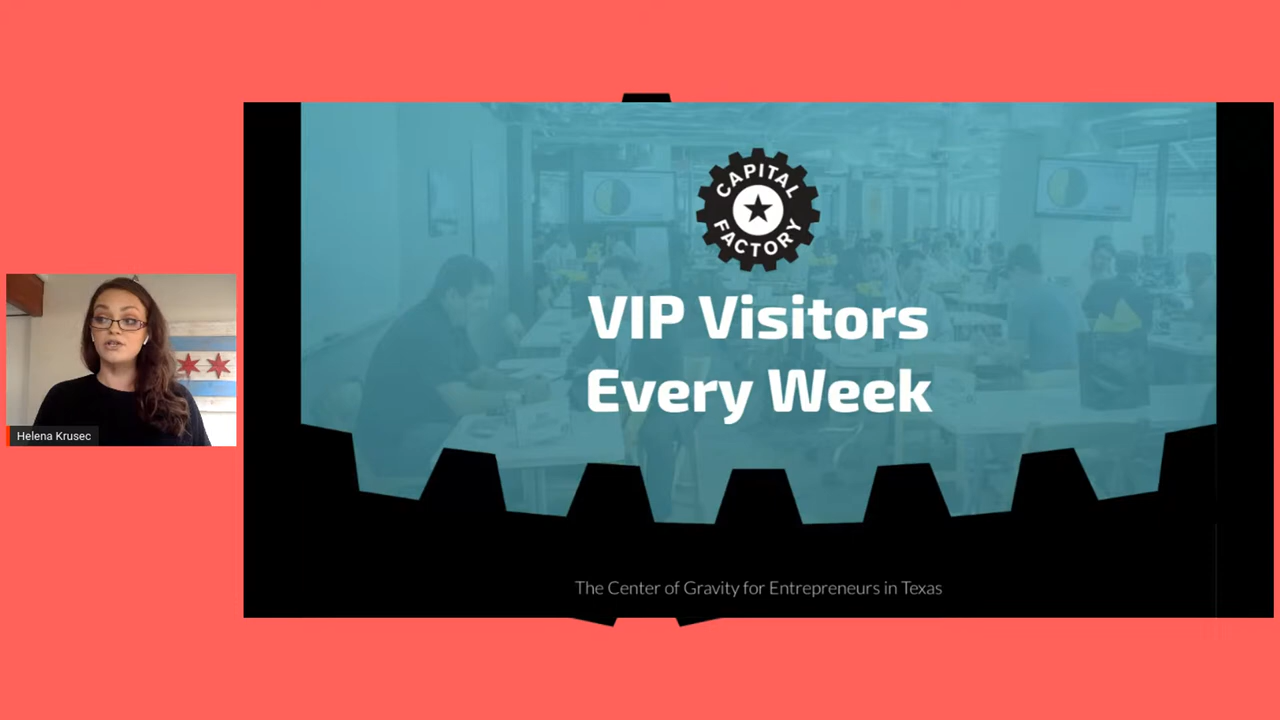 CAPITAL
FACTORY
VIP Visitors
Every Week
Helena Krusec
The Center of Gravity for Entrepreneurs in Texas